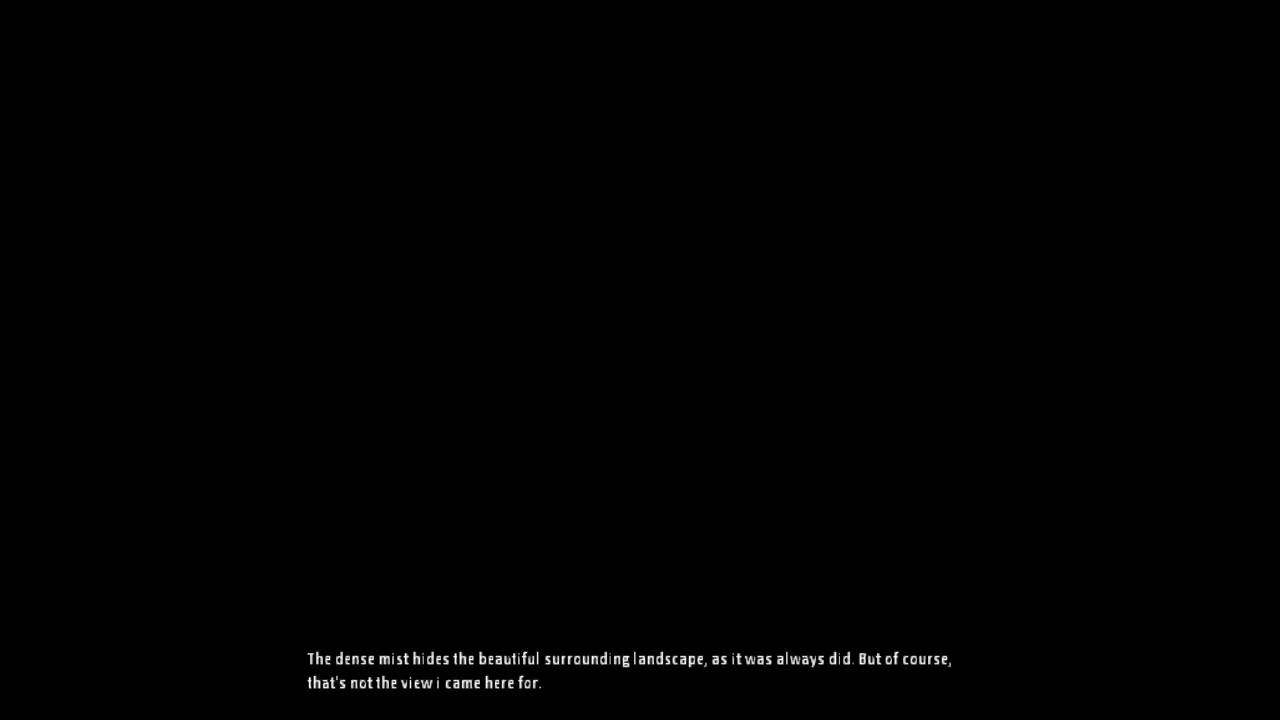 The dense mist hides the beautiful surrounding landscape, as it was always did. But of course,
that's not the view i came here for.